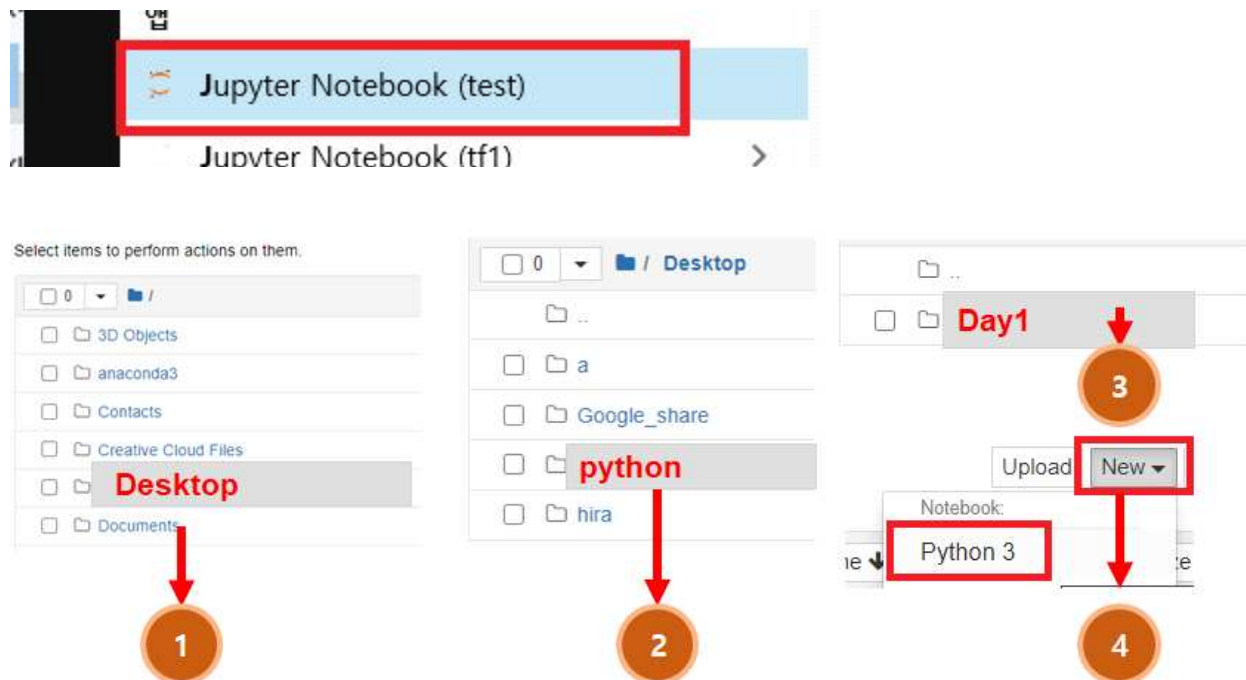 앱
Jupyter Notebook (test)
Jupyter Notebook (tf1)
Select items to perform actions on them.
0 /
3D Objects
anaconda3
Contacts
Creative Cloud Files
Desktop
Documents
1
0 / Desktop
..
a
Google_share
python
hira
2
..
Day1
3
Upload New
Notebook:
Python 3
4